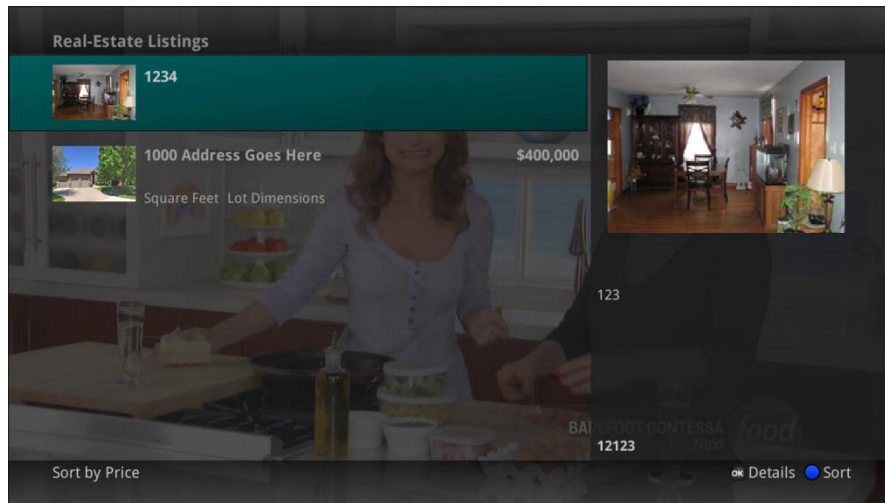 Real-Estate Listings
1234
1000 Address Goes Here $400,000
Square Feet Lot Dimensions
123
BAREFOOT CONTESSA
Next
food
12123
Sort by Price
OK Details Sort